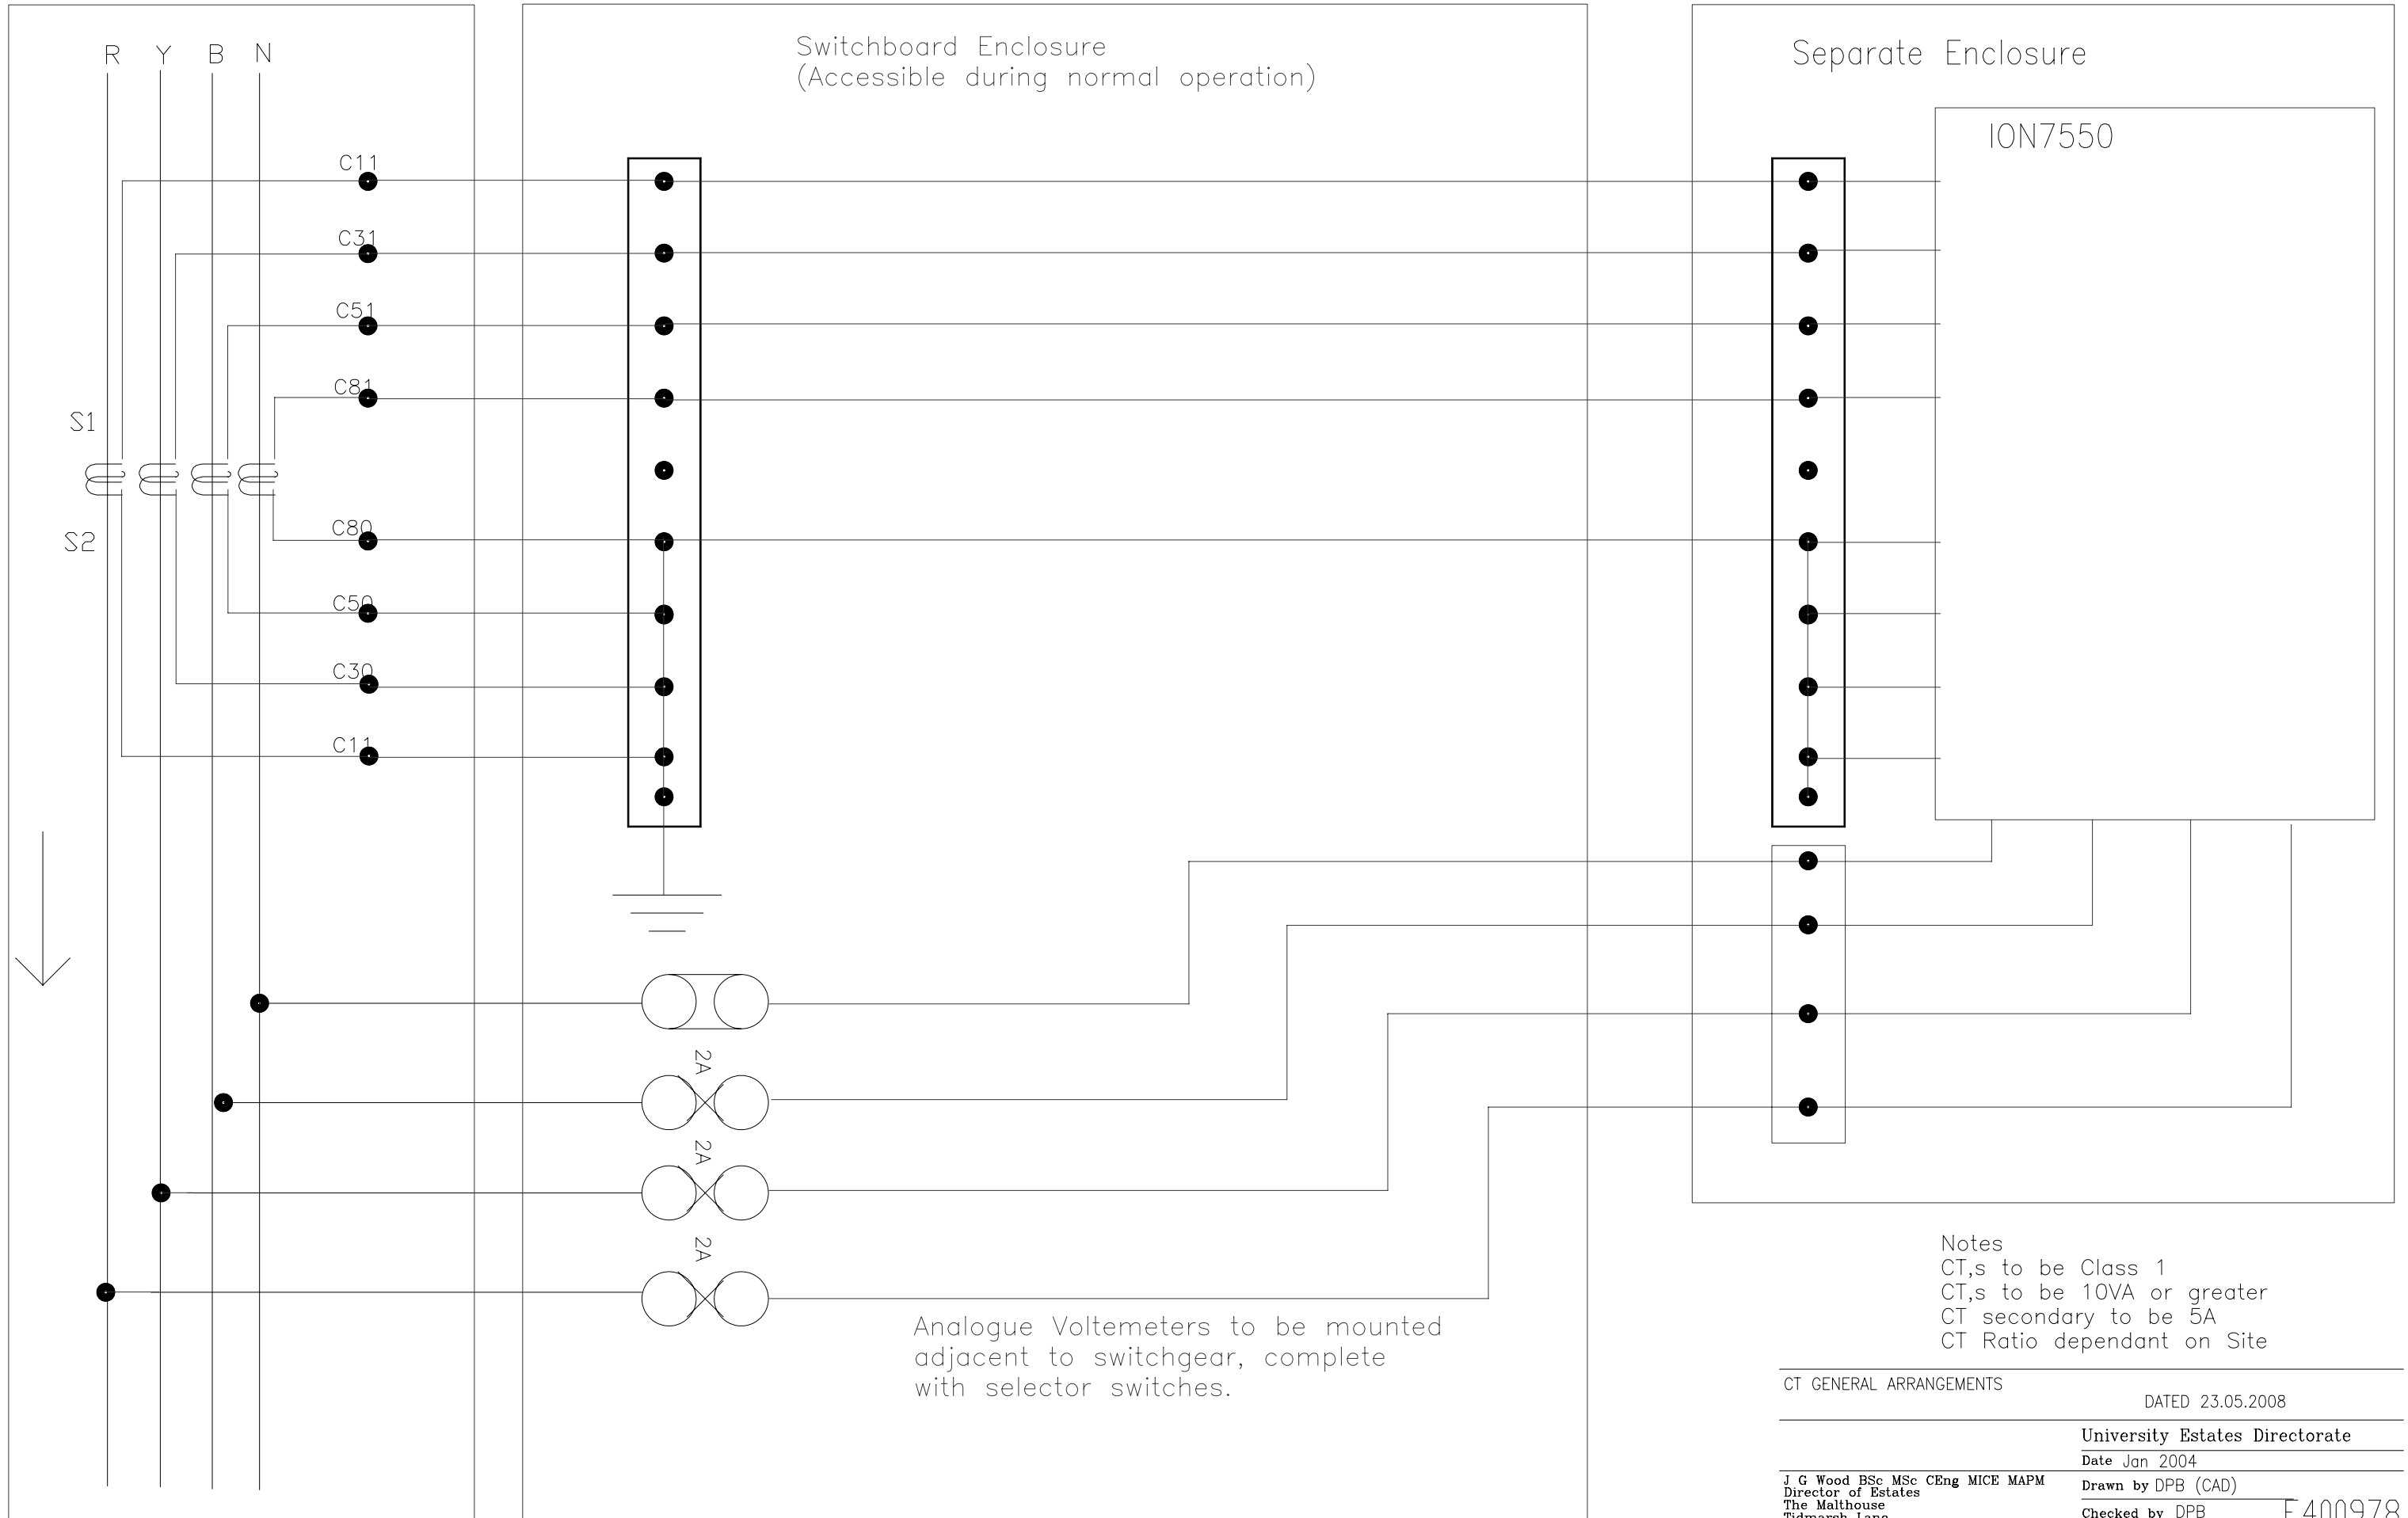 R Y B N
Switchboard Enclosure
(Accessible during normal operation)
Separate Enclosure
ION7550
C11
C31
C51
C81
S1
S2
C80
C50
C30
C11
2A
2A
2A
Analogue Voltemeters to be mounted
adjacent to switchgear, complete
with selector switches.
Notes
CT,s to be Class 1
CT,s to be 10VA or greater
CT secondary to be 5A
CT Ratio dependant on Site
CT GENERAL ARRANGEMENTS
DATED 23.05.2008
University Estates Directorate
Date Jan 2004
J G Wood BSc MSc CEng MICE MAPM
Director of Estates
The Malthouse
Tidmarsh Lane
Drawn by DPB (CAD)
Checked by DPB
E400978